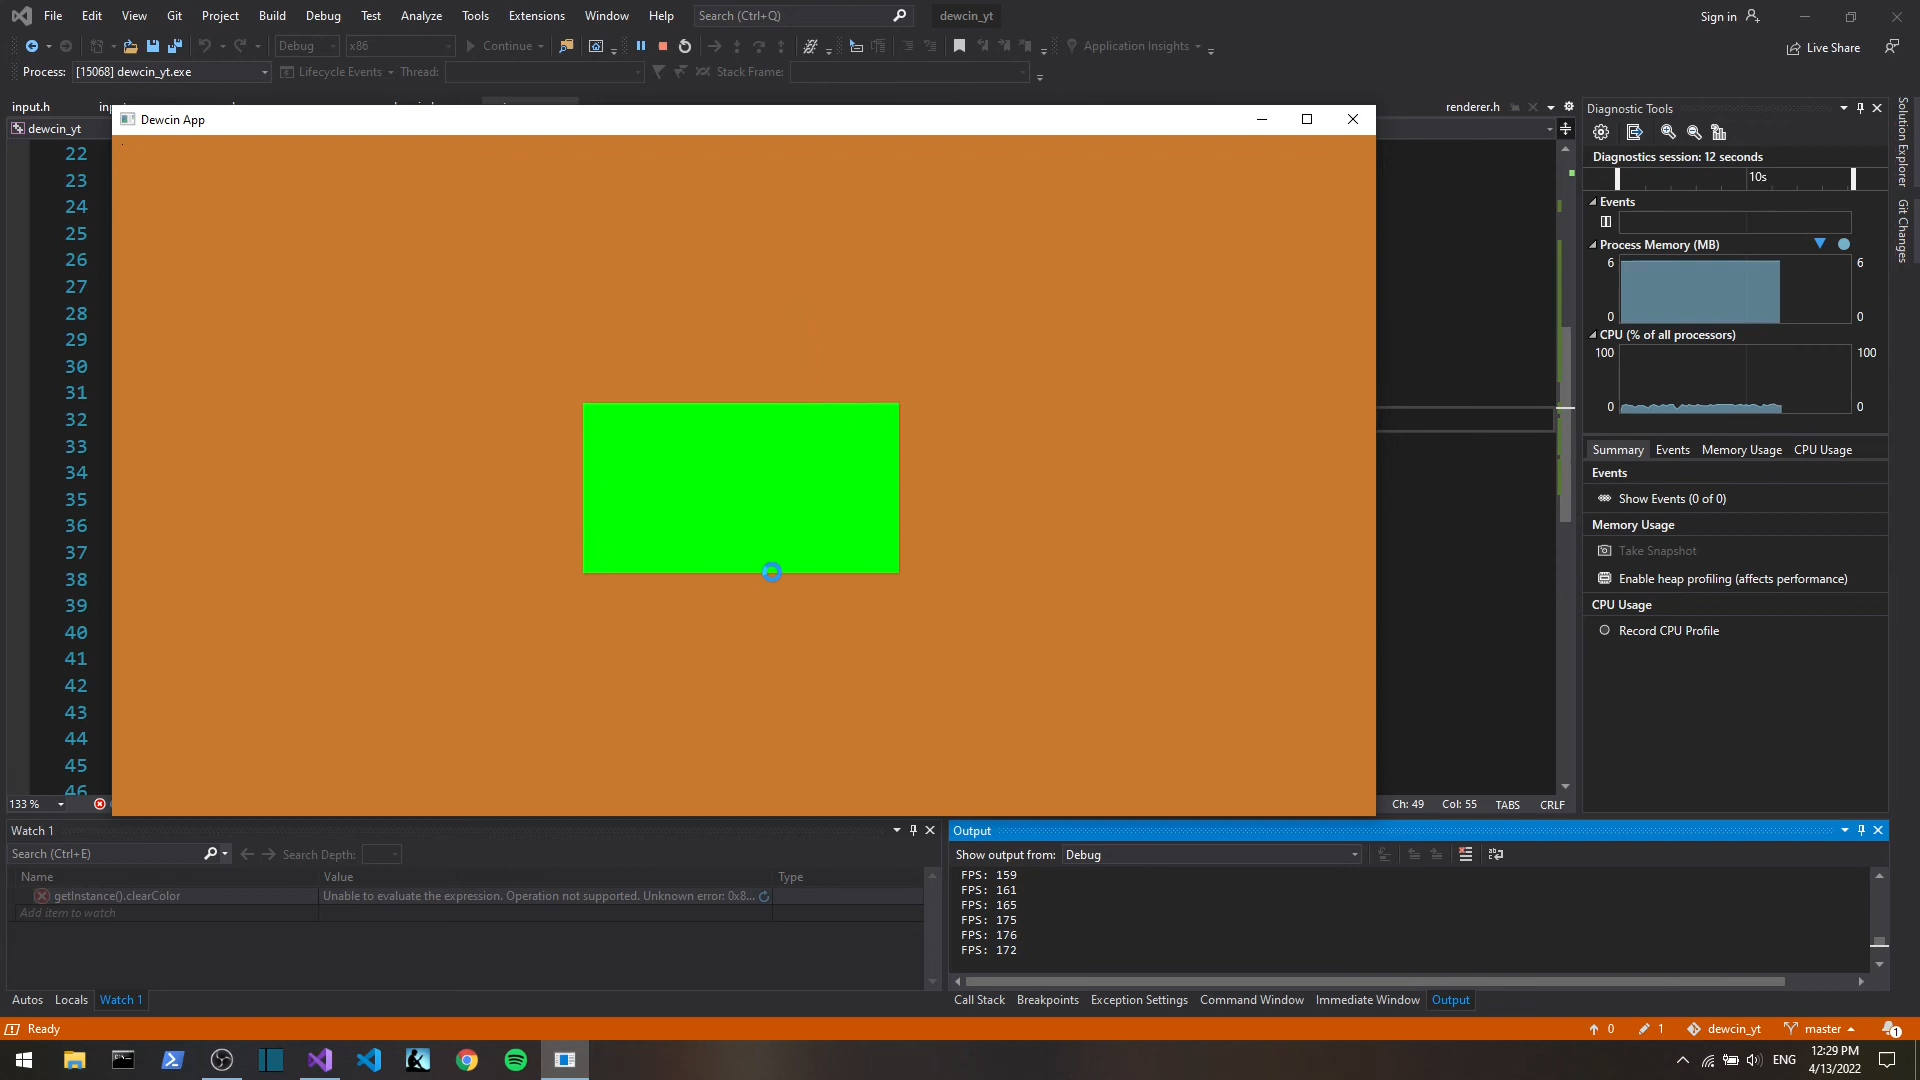 File Edit View Git Project Build Debug Test Analyze Tools Extensions Window Help Search (Ctrl+Q) dewcin_yt Sign in
Debug x86 Continue Application Insights Live Share
Process: [15068] dewcin_yt.exe Lifecycle Events Thread: Stack Frame:
input.h renderer.h
dewcin_yt
Dewcin App
22
23
24
25
26
27
28
29
30
31
32
33
34
35
36
37
38
39
40
41
42
43
44
45
46
133 % Ch: 49 Col: 55 TABS CRLF
Diagnostic Tools
Diagnostics session: 12 seconds
10s
Events
Process Memory (MB)
6 6
0 0
CPU (% of all processors)
100 100
0 0
Summary Events Memory Usage CPU Usage
Events
Show Events (0 of 0)
Memory Usage
Take Snapshot
Enable heap profiling (affects performance)
CPU Usage
Record CPU Profile
Solution Explorer
Git Changes
Watch 1
Search (Ctrl+E) Search Depth:
Name Value Type
getInstance().clearColor Unable to evaluate the expression. Operation not supported. Unknown error: 0x8...
Add item to watch
Autos Locals Watch 1
Output
Show output from: Debug
FPS: 159
FPS: 161
FPS: 165
FPS: 175
FPS: 176
FPS: 172
Call Stack Breakpoints Exception Settings Command Window Immediate Window Output
Ready 0 1 dewcin_yt master 1
ENG 12:29 PM
4/13/2022